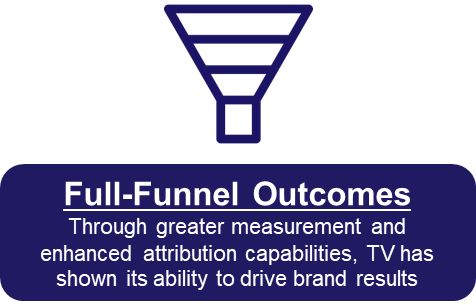 Full-Funnel Outcomes
Through greater measurement and
enhanced attribution capabilities, TV has
shown its ability to drive brand results